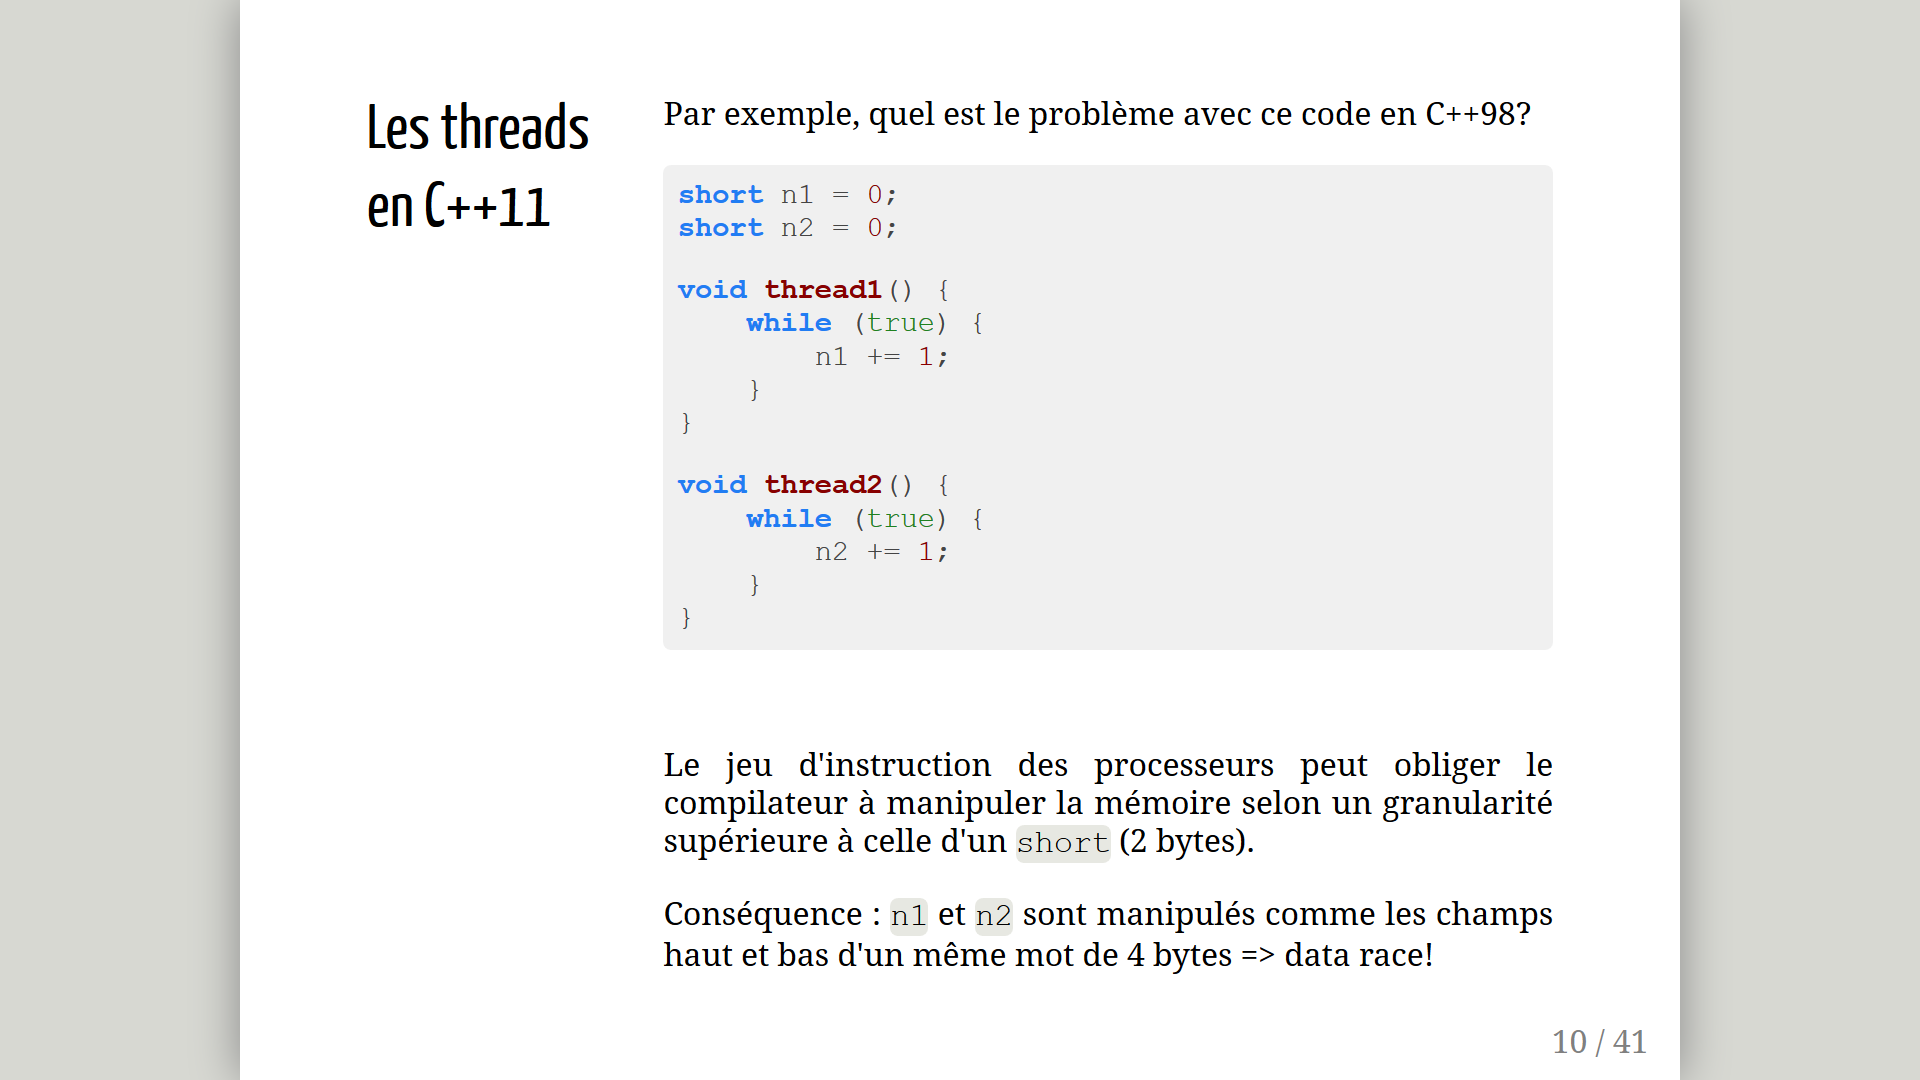 Les threads
en C++11
Par exemple, quel est le problème avec ce code en C++98?
short n1 = 0;
short n2 = 0;
void thread1() {
    while (true) {
        n1 += 1;
    }
}
void thread2() {
    while (true) {
        n2 += 1;
    }
}
Le jeu d'instruction des processeurs peut obliger le
compilateur à manipuler la mémoire selon un granularité
supérieure à celle d'un short (2 bytes).
Conséquence : n1 et n2 sont manipulés comme les champs
haut et bas d'un même mot de 4 bytes => data race!
10 / 41